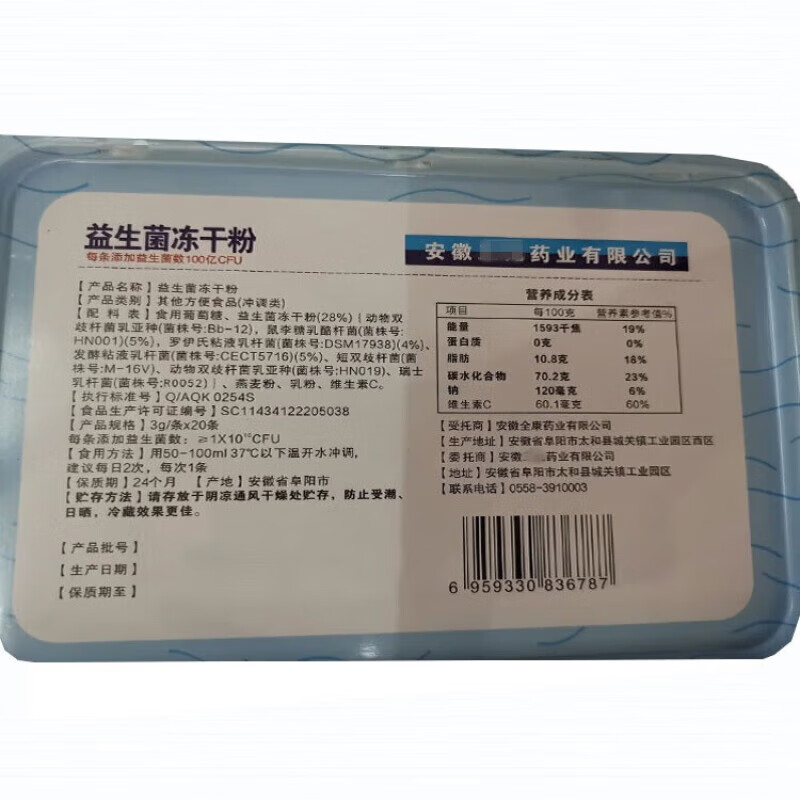 益生菌冻干粉
每条添加益生菌数100亿CFU
安徽 药业有限公司
【产品名称】益生菌冻干粉
【产品类别】其他方便食品(冲调类)
【配 料 表】食用葡萄糖、益生菌冻干粉(28%)｛动物双
歧杆菌乳亚种(菌株号:Bb-12)，鼠李糖乳酪杆菌(菌株号:
HN001)(5%)，罗伊氏粘液乳杆菌(菌株号:DSM17938)(4%)、
发酵粘液乳杆菌(菌株号:CECT5716)(5%)，短双歧杆菌(菌
株号:M-16V)、动物双歧杆菌乳亚种(菌株号:HN019)、瑞士
乳杆菌(菌株号:R0052)｝、燕麦粉、乳粉、维生素C。
【执行标准号】Q/AQK 0254S
【食品生产许可证编号】SC11434122205038
【产品规格】3g/条x20条
每条添加益生菌数：≥1X10¹⁰CFU
【食用方法】用50-100ml 37℃以下温开水冲调，
建议每日2次，每次1条
【保质期】24个月 【产地】安徽省阜阳市
【贮存方法】请存放于阴凉通风干燥处贮存，防止受潮、
日晒，冷藏效果更佳。
【产品批号】
【生产日期】
【保质期至】
营养成分表
项目 每100克 营养素参考值%
能量 1593千焦 19%
蛋白质 0克 0%
脂肪 10.8克 18%
碳水化合物 70.2克 23%
钠 120毫克 6%
维生素C 60.1毫克 60%
【受托商】安徽全康药业有限公司
【生产地址】安徽省阜阳市太和县城关镇工业园区西区
【委托商】安徽 药业有限公司
【地址】安徽省阜阳市太和县城关镇工业园区
【联系电话】0558-3910003
6 959330 836787